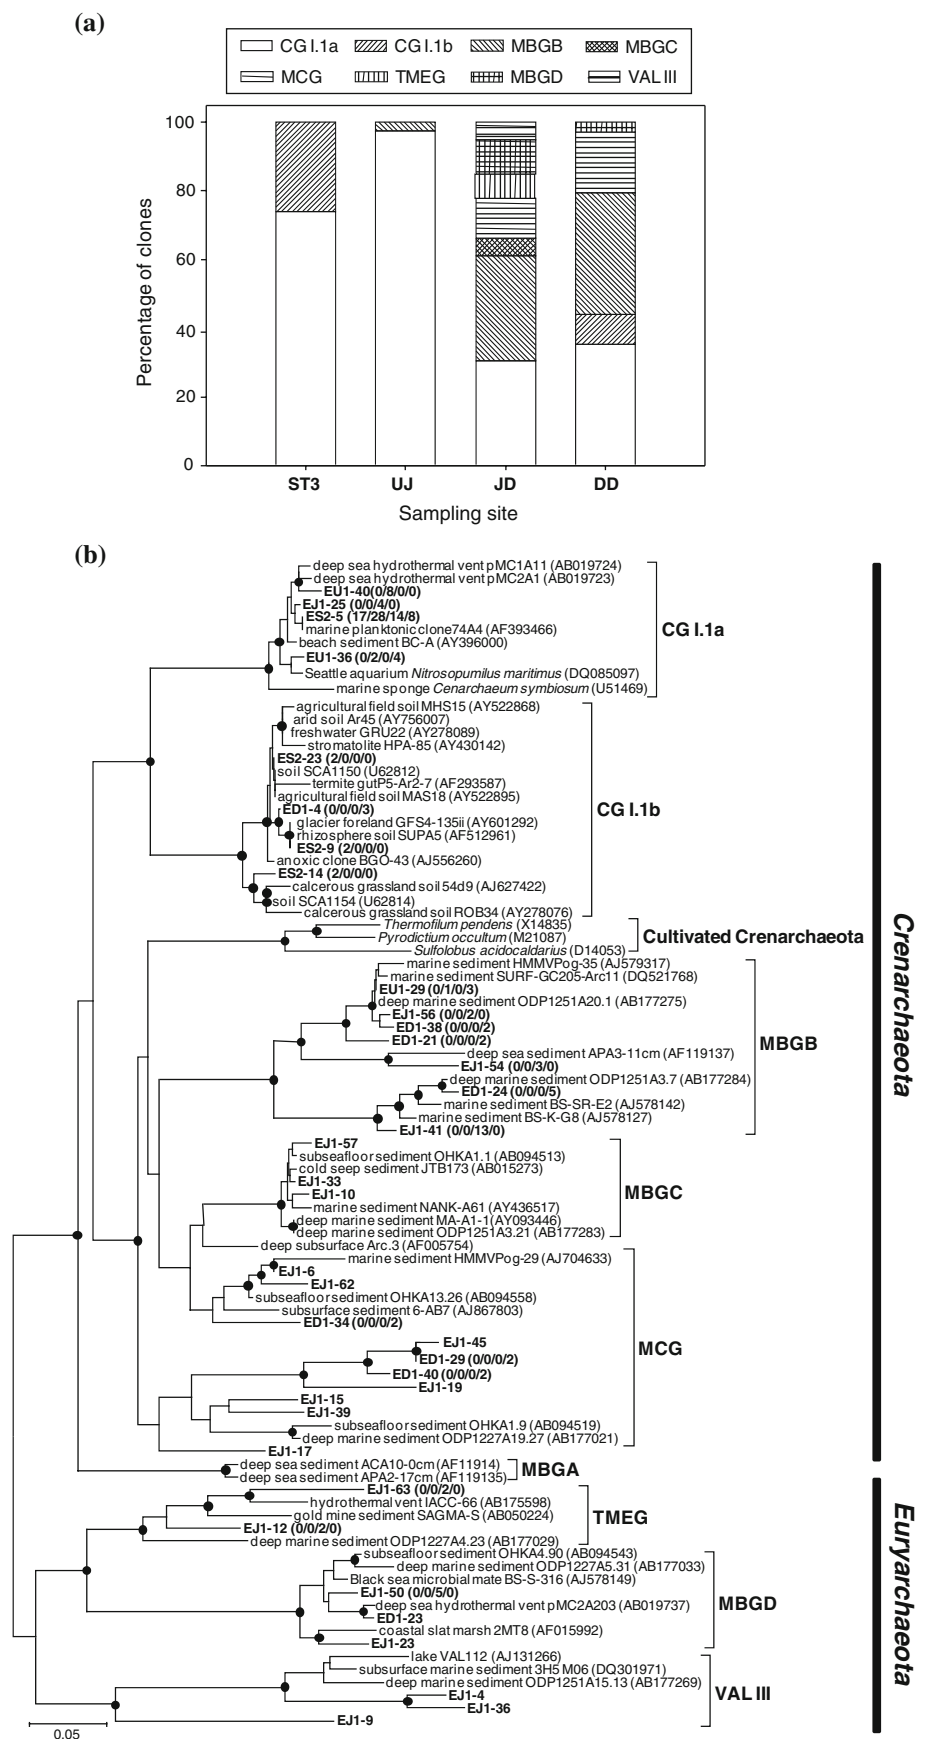 (a)
CG I.1a CG I.1b MBGB MBGC
MCG TMEG MBGD VAL III
100
80
60
40
20
0
Percentage of clones
ST3 UJ JD DD
Sampling site
(b)
deep sea hydrothermal vent pMC1A11 (AB019724)
deep sea hydrothermal vent pMC2A1 (AB019723)
EU1-40(0/8/0/0)
EJ1-25 (0/0/4/0)
ES2-5 (17/28/14/8)
marine planktonic clone74A4 (AF393466)
beach sediment BC-A (AY396000)
EU1-36 (0/2/0/4)
Seattle aquarium Nitrosopumilus maritimus (DQ085097)
marine sponge Cenarchaeum symbiosum (U51469)
CG I.1a
agricultural field soil MHS15 (AY522868)
arid soil Ar45 (AY756007)
freshwater GRU22 (AY278089)
stromatolite HPA-85 (AY430142)
ES2-23 (2/0/0/0)
soil SCA1150 (U62812)
termite gutP5-Ar2-7 (AF293587)
agricultural field soil MAS18 (AY522895)
ED1-4 (0/0/0/3)
glacier foreland GFS4-135ii (AY601292)
rhizosphere soil SUPA5 (AF512961)
ES2-9 (2/0/0/0)
anoxic clone BGO-43 (AJ556260)
ES2-14 (2/0/0/0)
calcerous grassland soil 54d9 (AJ627422)
soil SCA1154 (U62814)
calcerous grassland soil ROB34 (AY278076)
CG I.1b
Thermofilum pendens (X14835)
Pyrodictium occultum (M21087)
Sulfolobus acidocaldarius (D14053)
Cultivated Crenarchaeota
marine sediment HMMVPog-35 (AJ579317)
marine sediment SURF-GC205-Arc11 (DQ521768)
EU1-29 (0/1/0/3)
deep marine sediment ODP1251A20.1 (AB177275)
EJ1-56 (0/0/2/0)
ED1-38 (0/0/0/2)
ED1-21 (0/0/0/2)
deep sea sediment APA3-11cm (AF119137)
EJ1-54 (0/0/3/0)
deep marine sediment ODP1251A3.7 (AB177284)
ED1-24 (0/0/0/5)
marine sediment BS-SR-E2 (AJ578142)
marine sediment BS-K-G8 (AJ578127)
EJ1-41 (0/0/13/0)
MBGB
EJ1-57
subseafloor sediment OHKA1.1 (AB094513)
cold seep sediment JTB173 (AB015273)
EJ1-33
EJ1-10
marine sediment NANK-A61 (AY436517)
deep marine sediment MA-A1-1(AY093446)
deep marine sediment ODP1251A3.21 (AB177283)
MBGC
deep subsurface Arc.3 (AF005754)
marine sediment HMMVPog-29 (AJ704633)
EJ1-6
EJ1-62
subseafloor sediment OHKA13.26 (AB094558)
subsurface sediment 6-AB7 (AJ867803)
ED1-34 (0/0/0/2)
EJ1-45
ED1-29 (0/0/0/2)
ED1-40 (0/0/0/2)
EJ1-19
EJ1-15
EJ1-39
subseafloor sediment OHKA1.9 (AB094519)
deep marine sediment ODP1227A19.27 (AB177021)
EJ1-17
MCG
deep sea sediment ACA10-0cm (AF11914)
deep sea sediment APA2-17cm (AF119135)
MBGA
Crenarchaeota
EJ1-63 (0/0/2/0)
hydrothermal vent IACC-66 (AB175598)
gold mine sediment SAGMA-S (AB050224)
EJ1-12 (0/0/2/0)
deep marine sediment ODP1227A4.23 (AB177029)
TMEG
subseafloor sediment OHKA4.90 (AB094543)
deep marine sediment ODP1227A5.31 (AB177033)
Black sea microbial mate BS-S-316 (AJ578149)
EJ1-50 (0/0/5/0)
deep sea hydrothermal vent pMC2A203 (AB019737)
ED1-23
coastal slat marsh 2MT8 (AF015992)
EJ1-23
MBGD
lake VAL112 (AJ131266)
subsurface marine sediment 3H5 M06 (DQ301971)
deep marine sediment ODP1251A15.13 (AB177269)
EJ1-4
EJ1-36
EJ1-9
VAL III
Euryarchaeota
0.05